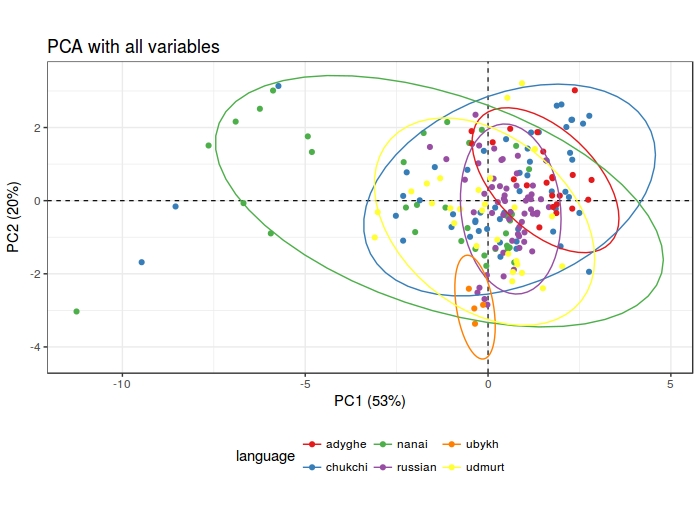 PCA with all variables
PC2 (20%)
2
0
-2
-4
-10
-5
0
5
PC1 (53%)
language
adyghe
nanai
ubykh
chukchi
russian
udmurt